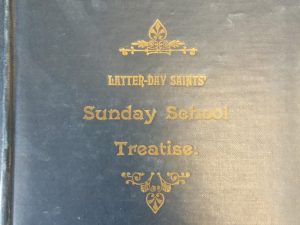 LATTER-DAY SAINTS'
Sunday School
Treatise.